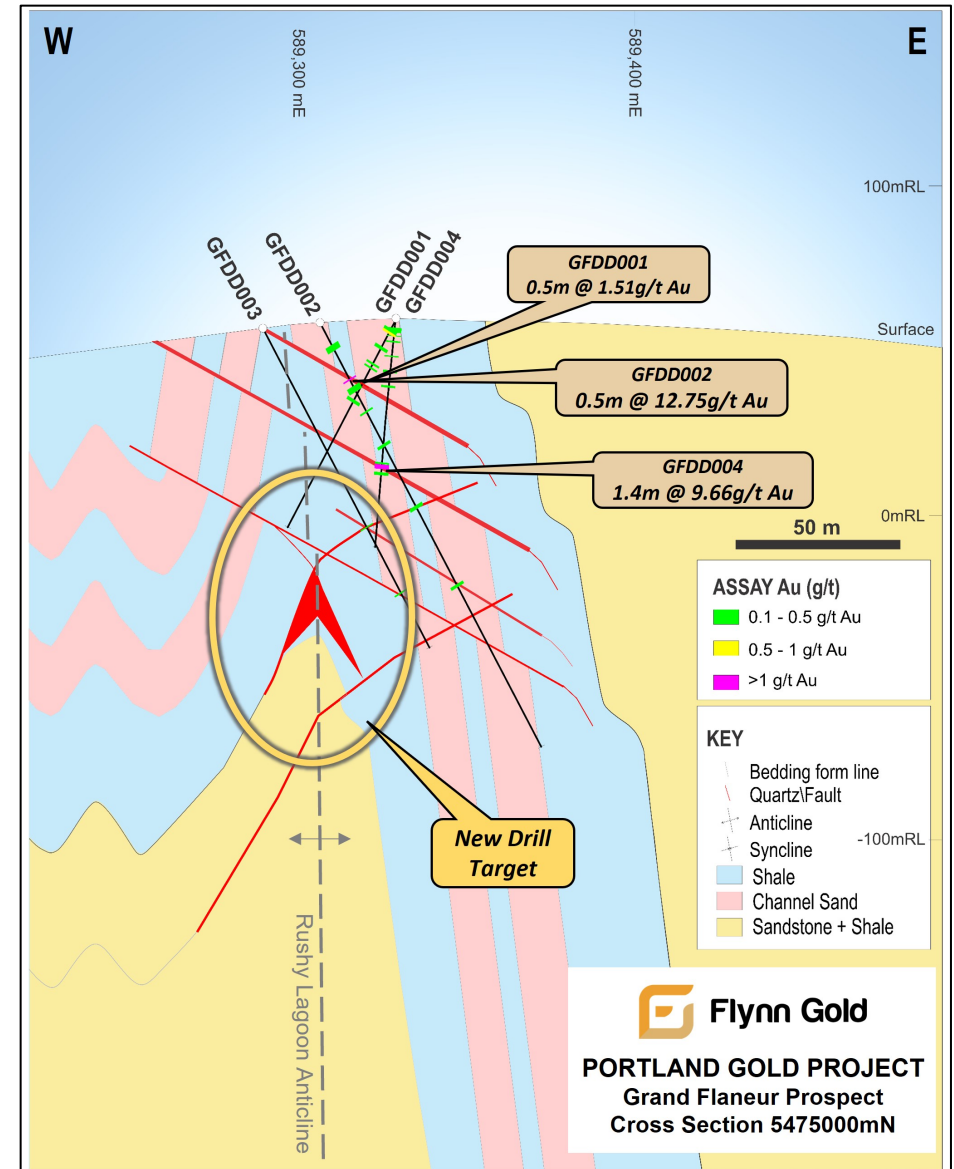 W
589,300 mE
589,400 mE
E
100mRL
GFDD003
GFDD002
GFDD001
GFDD004
GFDD001
0.5m @ 1.51g/t Au
Surface
GFDD002
0.5m @ 12.75g/t Au
GFDD004
1.4m @ 9.66g/t Au
0mRL
50 m
ASSAY Au (g/t)
0.1 - 0.5 g/t Au
0.5 - 1 g/t Au
>1 g/t Au
KEY
Bedding form line
Quartz\Fault
Anticline
Syncline
Shale
Channel Sand
Sandstone + Shale
-100mRL
New Drill
Target
Rushy Lagoon Anticline
Flynn Gold
PORTLAND GOLD PROJECT
Grand Flaneur Prospect
Cross Section 5475000mN